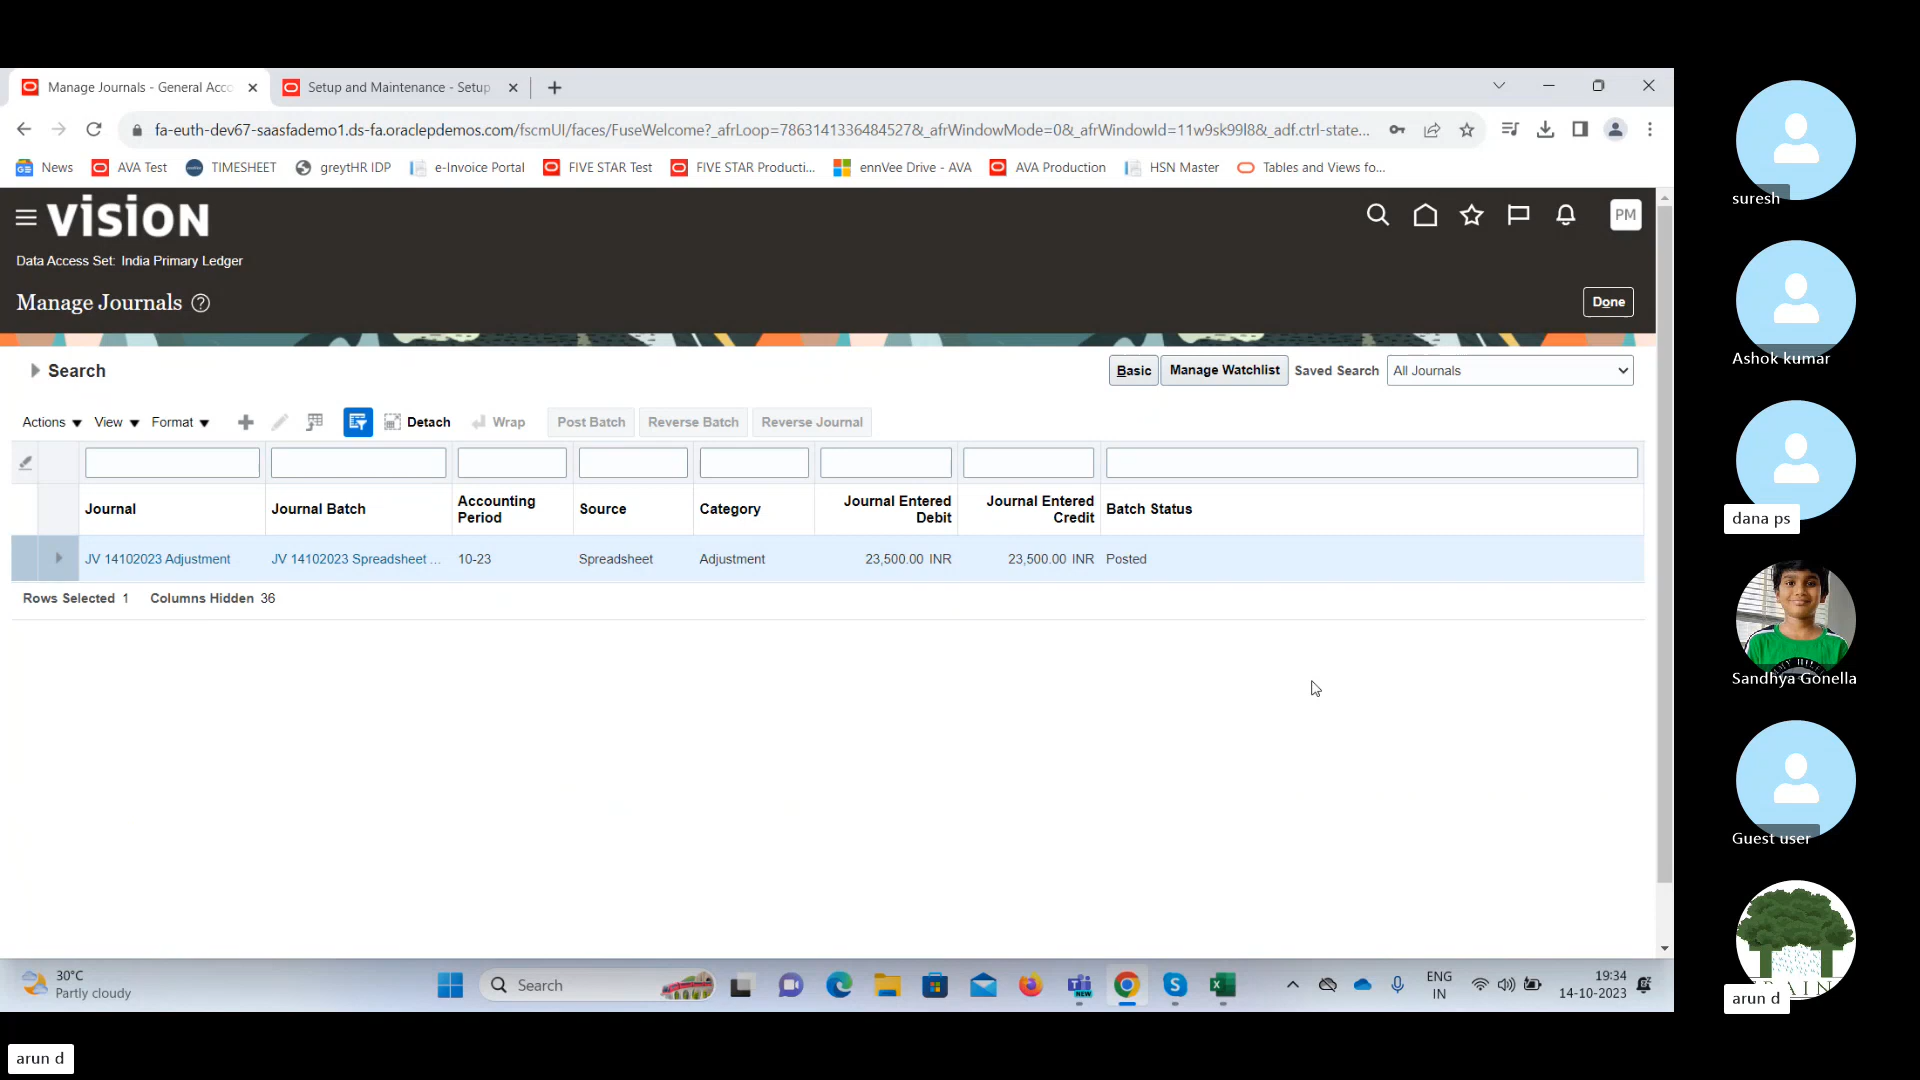 Manage Journals - General Acco
Setup and Maintenance - Setup
fa-euth-dev67-saasfademo1.ds-fa.oraclepdemos.com/fscmUI/faces/FuseWelcome?_afrLoop=7863141336484527&_afrWindowMode=0&_afrWindowId=11w9sk99l8&_adf.ctrl-state...
News
AVA Test
TIMESHEET
greytHR IDP
e-Invoice Portal
FIVE STAR Test
FIVE STAR Producti...
ennVee Drive - AVA
AVA Production
HSN Master
Tables and Views fo...
VISION
PM
Data Access Set: India Primary Ledger
Manage Journals
Done
Search
Basic
Manage Watchlist
Saved Search
All Journals
Actions
View
Format
Detach
Wrap
Post Batch
Reverse Batch
Reverse Journal
Journal
Journal Batch
Accounting Period
Source
Category
Journal Entered Debit
Journal Entered Credit
Batch Status
JV 14102023 Adjustment
JV 14102023 Spreadsheet ...
10-23
Spreadsheet
Adjustment
23,500.00 INR
23,500.00 INR
Posted
Rows Selected 1
Columns Hidden 36
30°C
Partly cloudy
Search
ENG
IN
19:34
14-10-2023
suresh
Ashok kumar
dana ps
Sandhya Gonella
Guest user
arun d
arun d